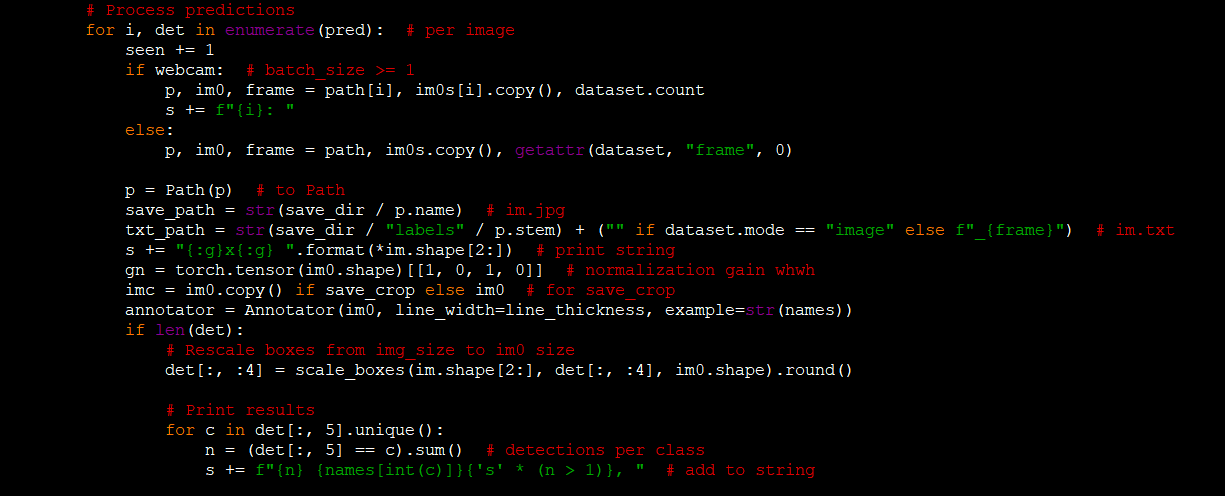 # Process predictions
for i, det in enumerate(pred):  # per image
    seen += 1
    if webcam:  # batch_size >= 1
        p, im0, frame = path[i], im0s[i].copy(), dataset.count
        s += f"{i}: "
    else:
        p, im0, frame = path, im0s.copy(), getattr(dataset, "frame", 0)

    p = Path(p)  # to Path
    save_path = str(save_dir / p.name)  # im.jpg
    txt_path = str(save_dir / "labels" / p.stem) + ("" if dataset.mode == "image" else f"_{frame}")  # im.txt
    s += "{:g}x{:g} ".format(*im.shape[2:])  # print string
    gn = torch.tensor(im0.shape)[[1, 0, 1, 0]]  # normalization gain whwh
    imc = im0.copy() if save_crop else im0  # for save_crop
    annotator = Annotator(im0, line_width=line_thickness, example=str(names))
    if len(det):
        # Rescale boxes from img_size to im0 size
        det[:, :4] = scale_boxes(im.shape[2:], det[:, :4], im0.shape).round()

        # Print results
        for c in det[:, 5].unique():
            n = (det[:, 5] == c).sum()  # detections per class
            s += f"{n} {names[int(c)]}{'s' * (n > 1)}, "  # add to string